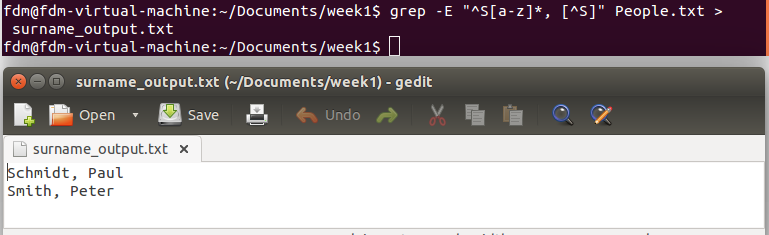 fdm@fdm-virtual-machine:~/Documents/week1$ grep -E "^S[a-z]*, [^S]" People.txt >
 surname_output.txt
fdm@fdm-virtual-machine:~/Documents/week1$
surname_output.txt (~/Documents/week1) - gedit
Open Save Undo
surname_output.txt ×
Schmidt, Paul
Smith, Peter